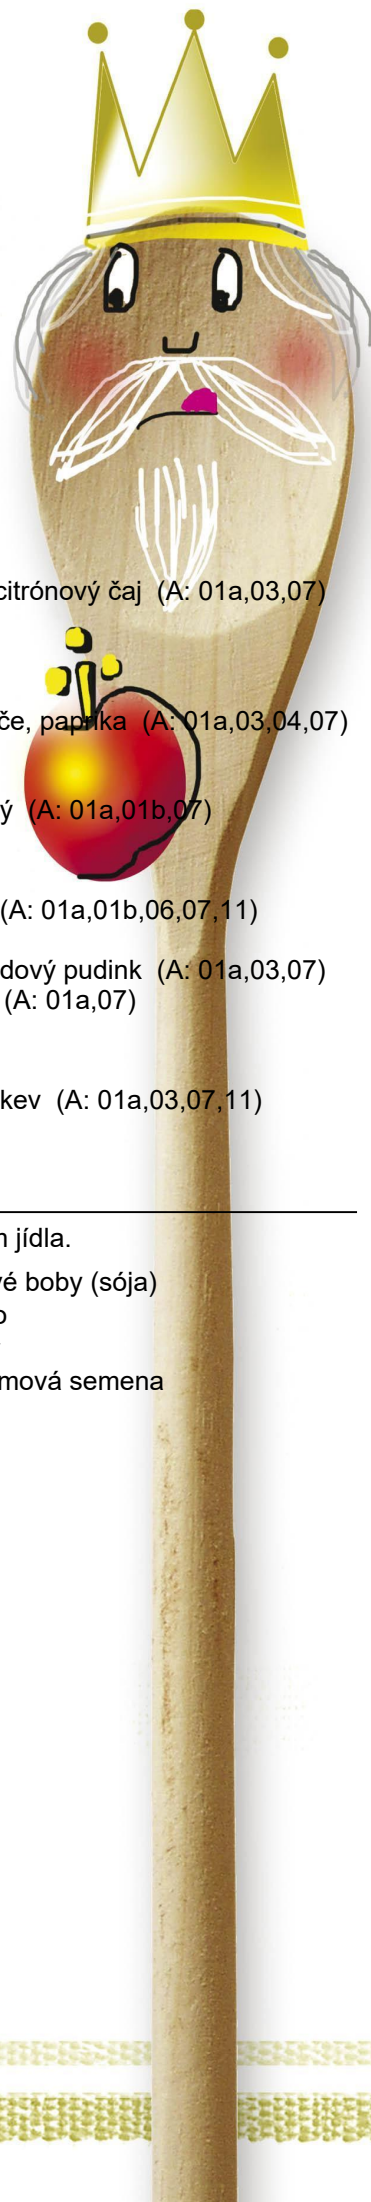 citrónový čaj (A: 01a,03,07)
če, paprika (A: 01a,03,04,07)
ý (A: 01a,01b,07)
(A: 01a,01b,06,07,11)
dový pudink (A: 01a,03,07)
(A: 01a,07)
kev (A: 01a,03,07,11)
jídla.
vé boby (sója)
o
mová semena